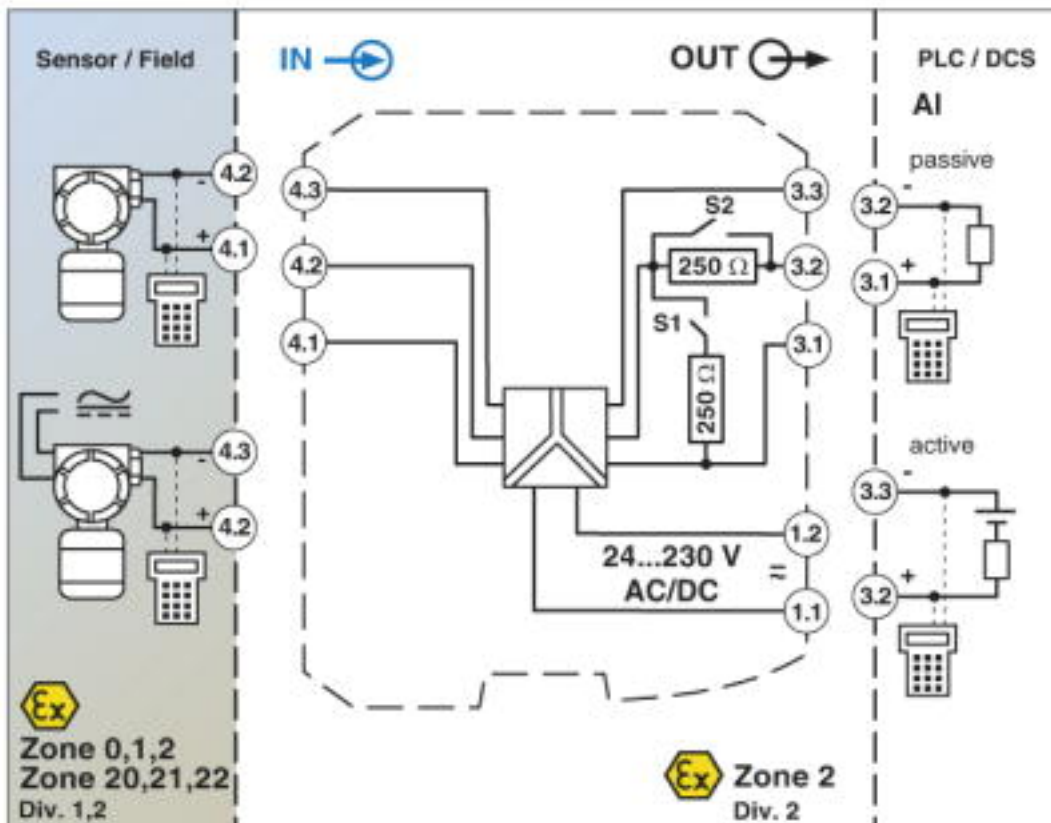 Sensor / Field
IN
OUT
PLC / DCS
AI
passive
4.2
-
+
4.1
4.3
4.2
4.1
3.3
S2
250 Ω
3.2
S1
250 Ω
3.1
-
3.2
+
3.1
4.3
-
+
4.2
active
-
3.3
+
3.2
1.2
24...230 V
AC/DC
1.1
Ex
Zone 0,1,2
Zone 20,21,22
Div. 1,2
Ex
Zone 2
Div. 2